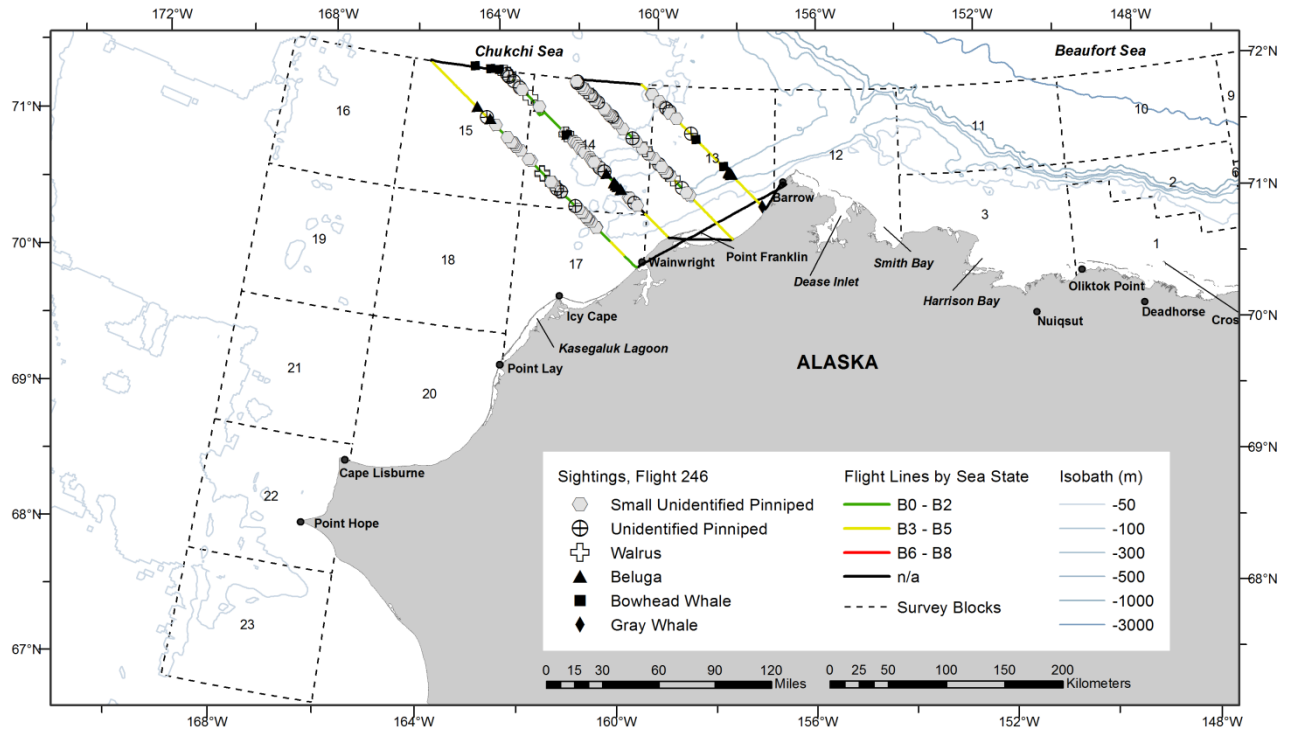 172°W 168°W 164°W 160°W 156°W 152°W 148°W
Chukchi Sea Beaufort Sea
72°N
71°N
16
15
14
13
12
11
10
9
71°N
2
3
1
Barrow
70°N
19
18
17
Wainwright
Point Franklin
Dease Inlet
Smith Bay
Harrison Bay
Oliktok Point
Nuiqsut
Deadhorse
Cros
70°N
Icy Cape
Kasegaluk Lagoon
Point Lay
ALASKA
69°N
21
20
69°N
Cape Lisburne
22
Point Hope
68°N
68°N
23
67°N
Sightings, Flight 246
Small Unidentified Pinniped
Unidentified Pinniped
Walrus
Beluga
Bowhead Whale
Gray Whale
Flight Lines by Sea State
B0 - B2
B3 - B5
B6 - B8
n/a
Survey Blocks
Isobath (m)
-50
-100
-300
-500
-1000
-3000
0 15 30 60 90 120
Miles
0 25 50 100 150 200
Kilometers
168°W 164°W 160°W 156°W 152°W 148°W